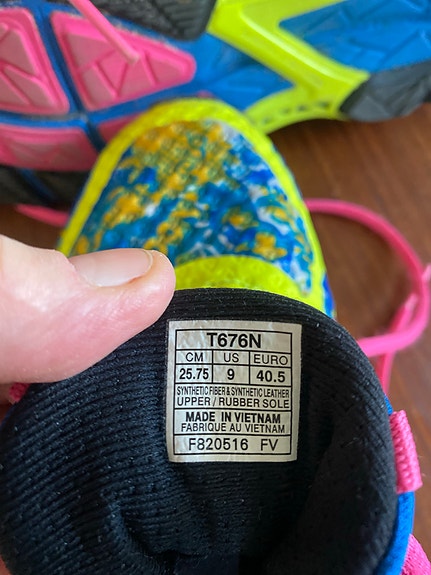 T676N
CM US EURO
25.75 9 40.5
SYNTHETIC FIBER & SYNTHETIC LEATHER
UPPER / RUBBER SOLE
MADE IN VIETNAM
FABRIQUE AU VIETNAM
F820516 FV